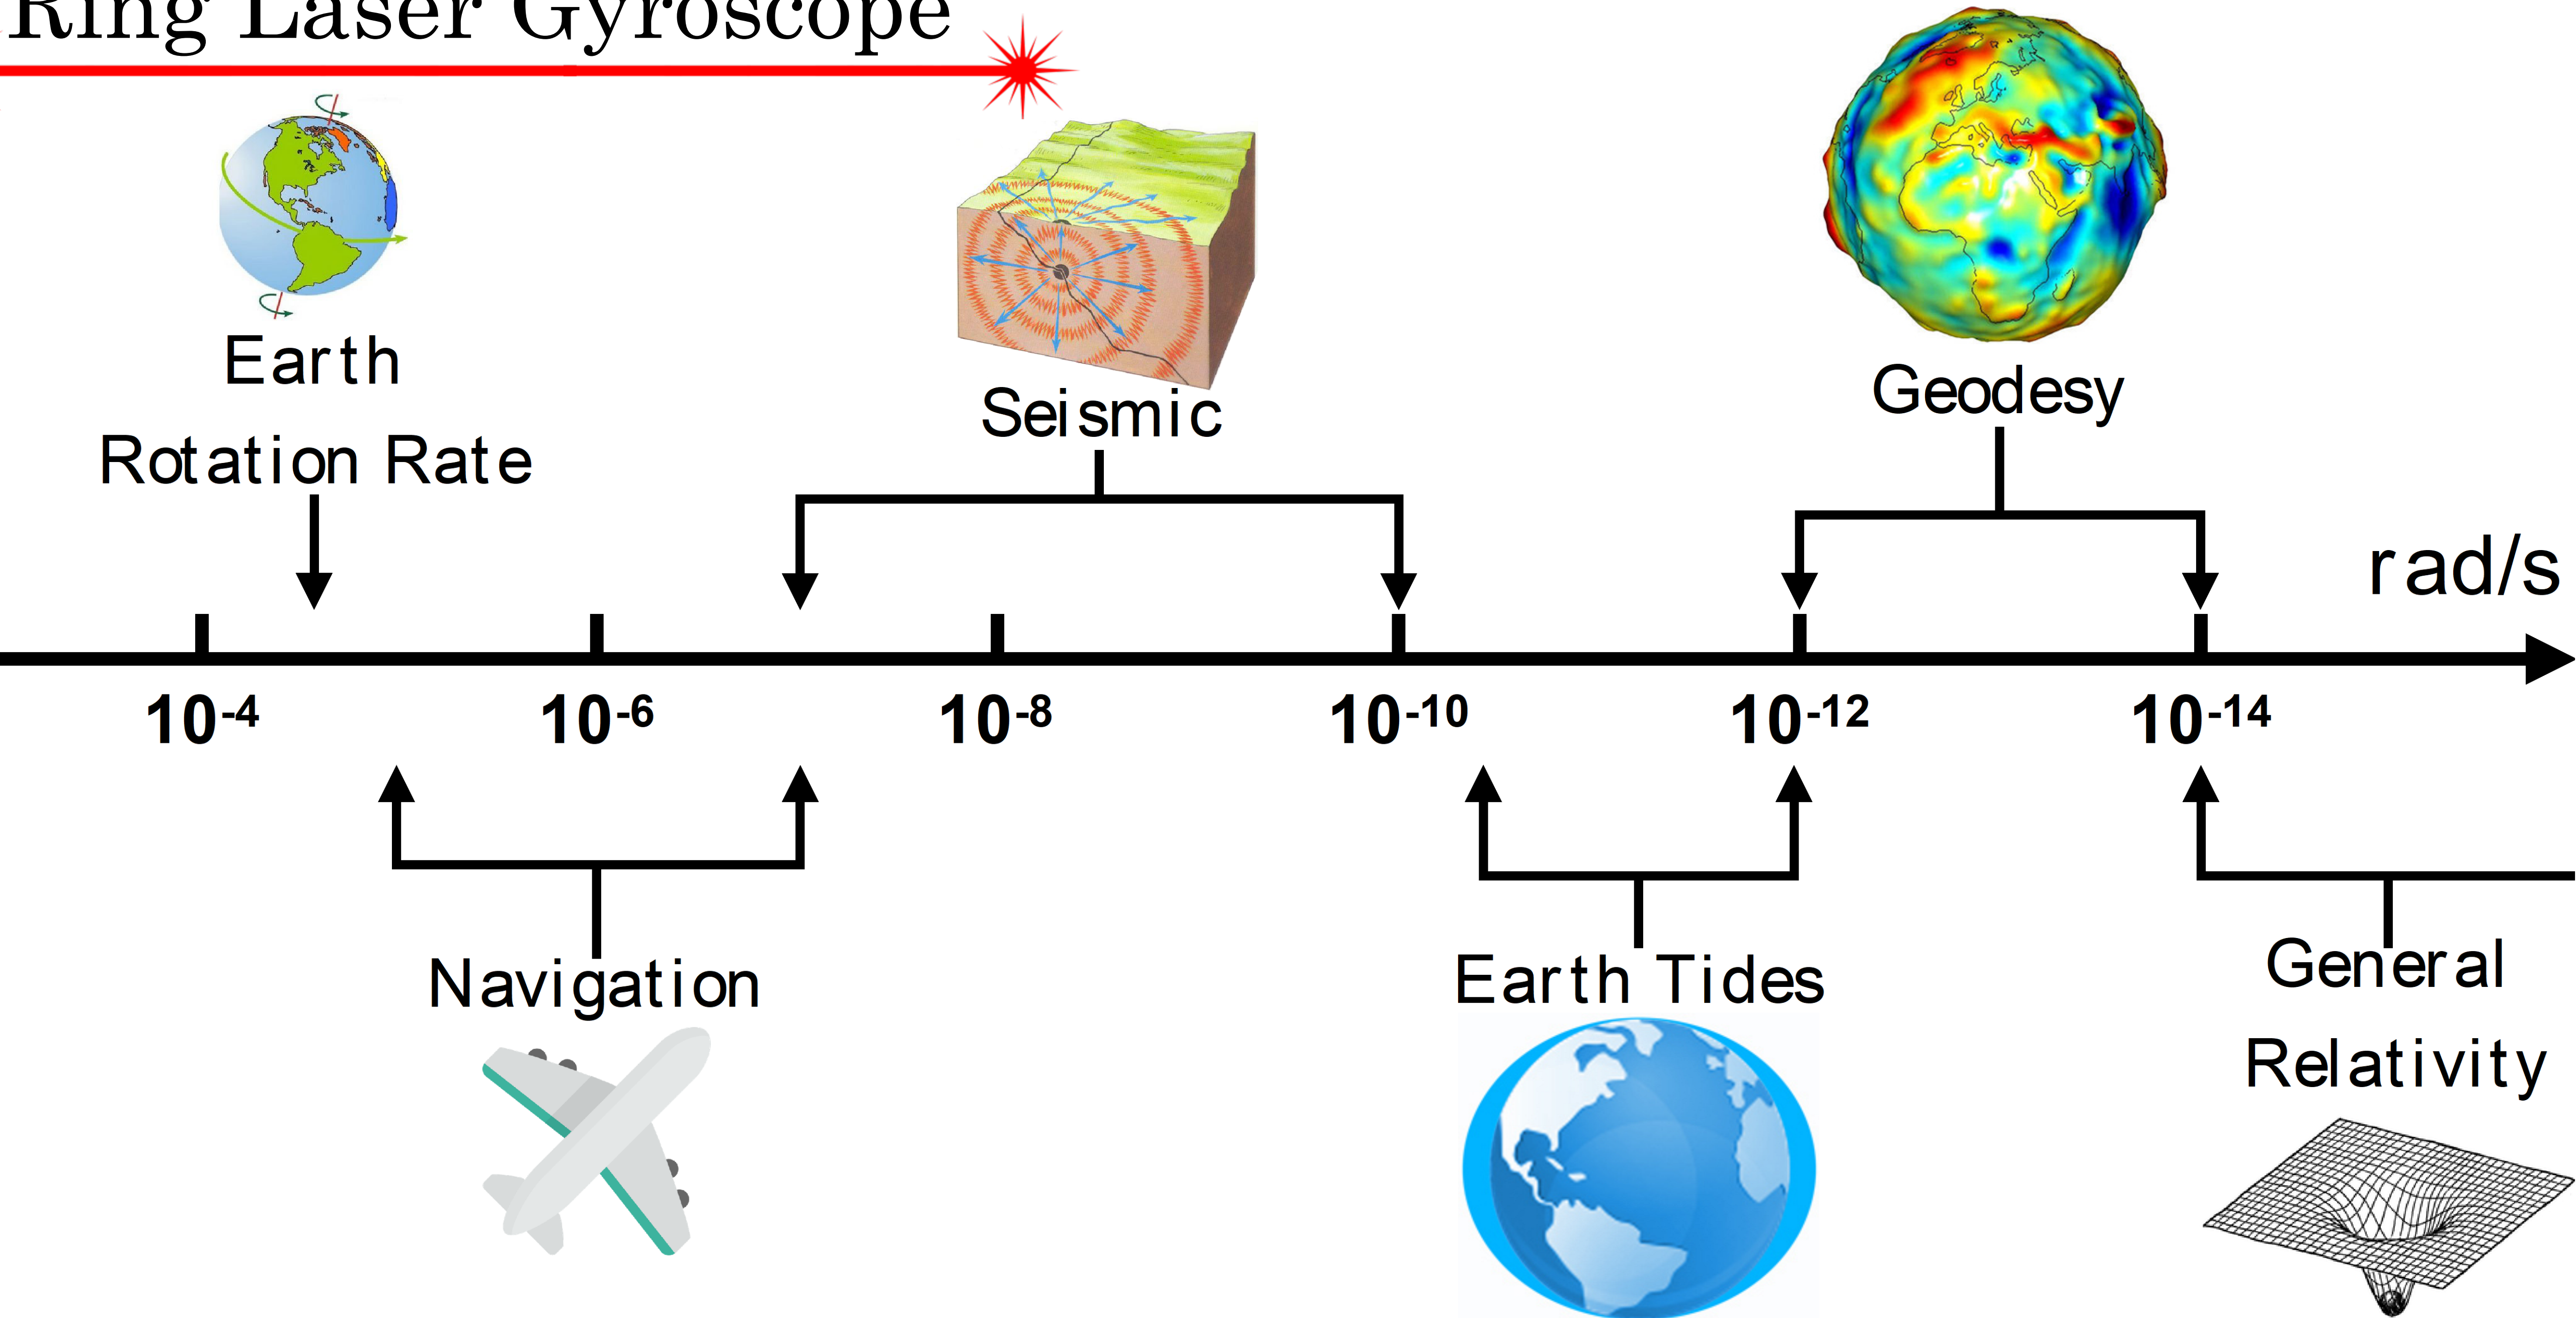 Ring Laser Gyroscope
Earth
Rotation Rate
Seismic
Geodesy
rad/s
10-4 10-6 10-8 10-10 10-12 10-14
Navigation
Earth Tides
General
Relativity